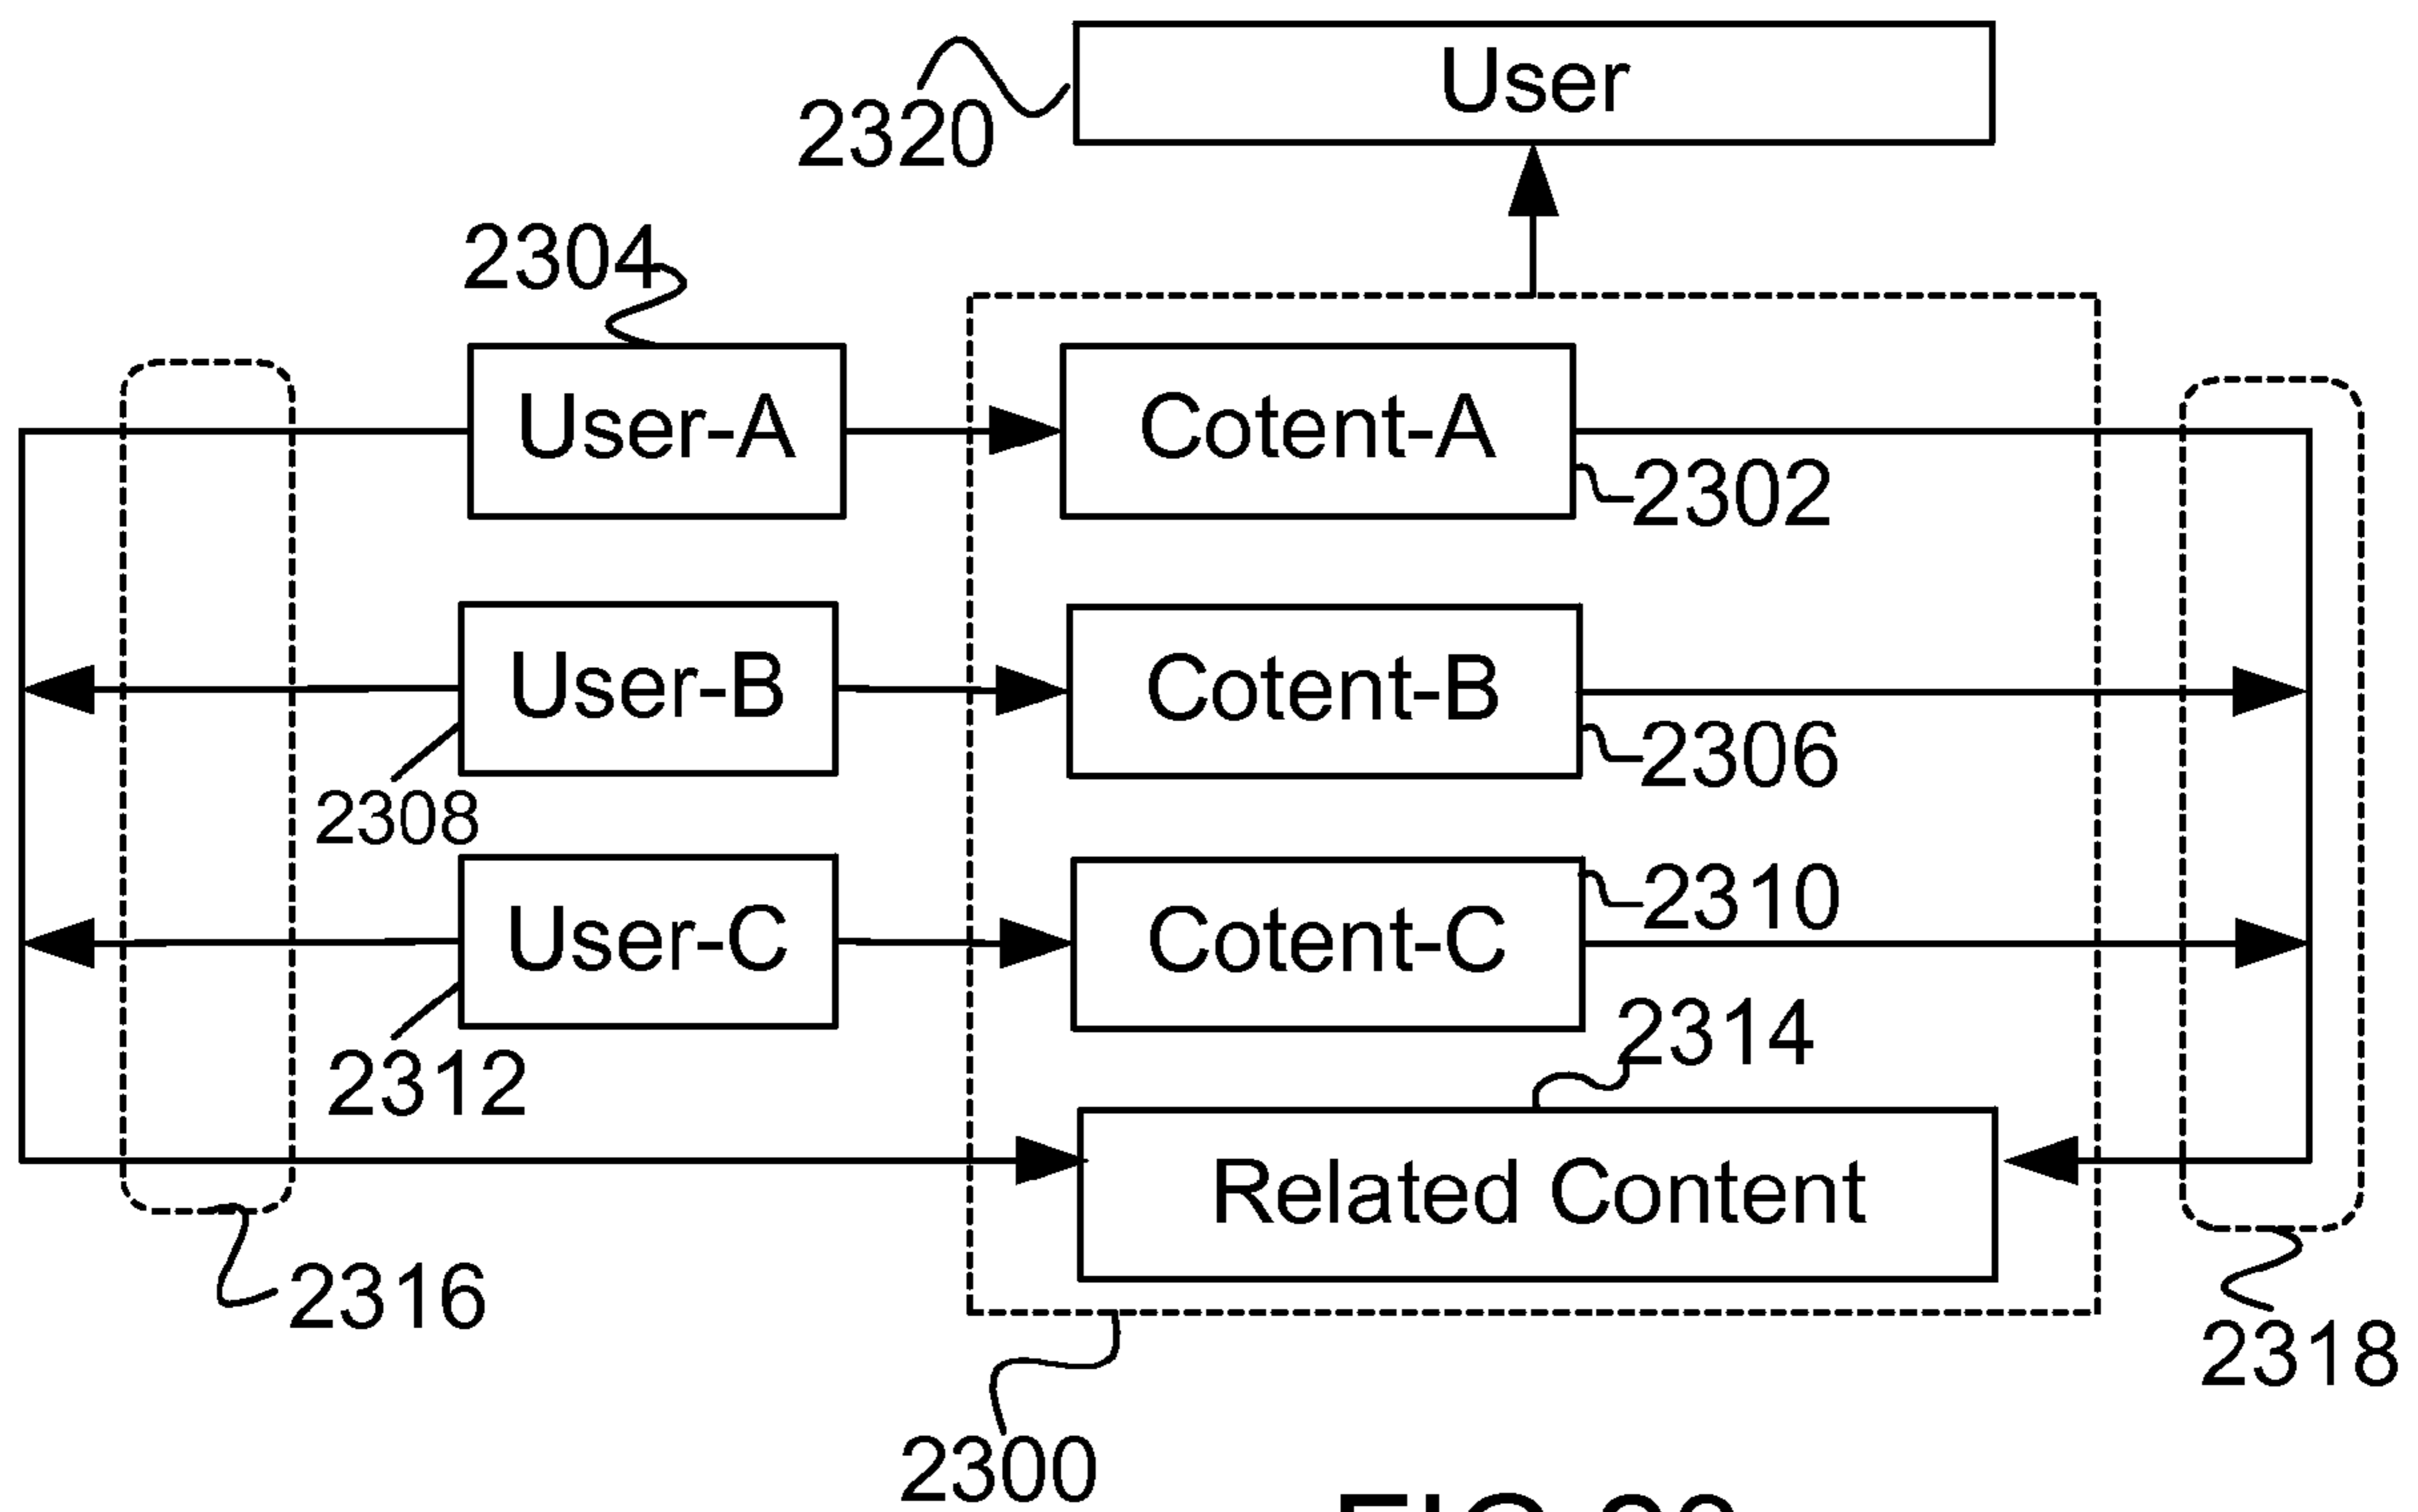 User
2320
2304
User-A
Cotent-A
2302
User-B
Cotent-B
2306
2308
User-C
Cotent-C
2310
2312
2314
Related Content
2316
2318
2300